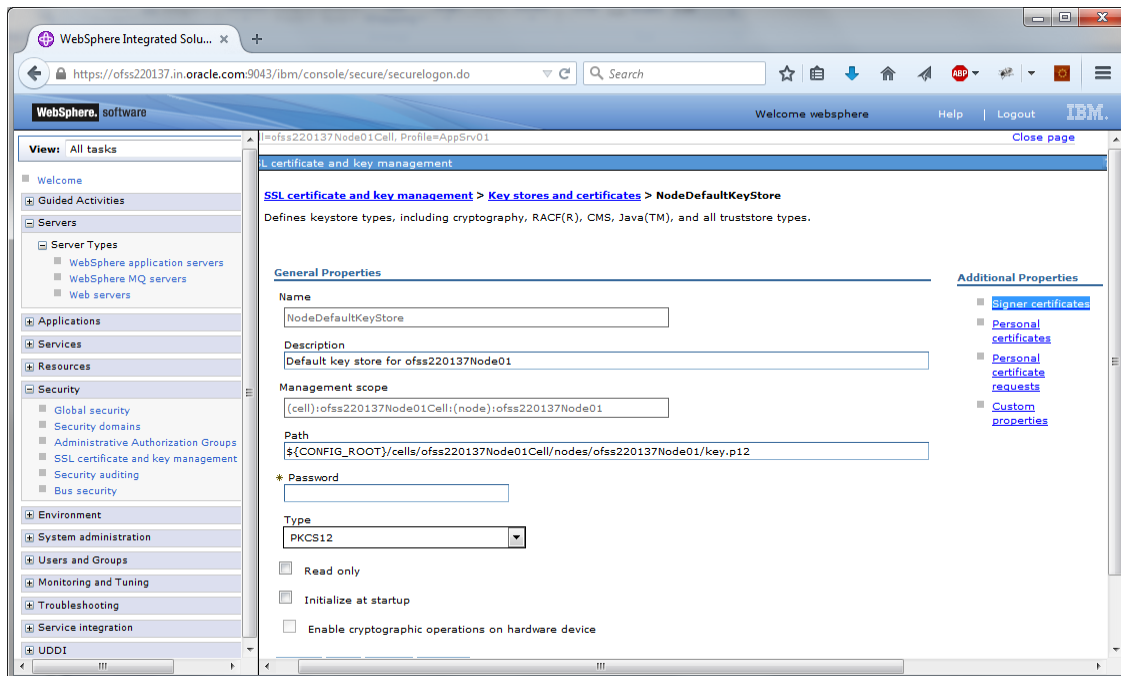 WebSphere Integrated Solu... ×
https://ofss220137.in.oracle.com:9043/ibm/console/secure/securelogon.do
Search
ABP
WebSphere. software
Welcome websphere
Help | Logout
IBM.
View: All tasks
Welcome
Guided Activities
Servers
Server Types
WebSphere application servers
WebSphere MQ servers
Web servers
Applications
Services
Resources
Security
Global security
Security domains
Administrative Authorization Groups
SSL certificate and key management
Security auditing
Bus security
Environment
System administration
Users and Groups
Monitoring and Tuning
Troubleshooting
Service integration
UDDI
l=ofss220137Node01Cell, Profile=AppSrv01
Close page
SL certificate and key management
SSL certificate and key management > Key stores and certificates > NodeDefaultKeyStore
Defines keystore types, including cryptography, RACF(R), CMS, Java(TM), and all truststore types.
General Properties
Name
NodeDefaultKeyStore
Description
Default key store for ofss220137Node01
Management scope
(cell):ofss220137Node01Cell:(node):ofss220137Node01
Path
${CONFIG_ROOT}/cells/ofss220137Node01Cell/nodes/ofss220137Node01/key.p12
* Password
Type
PKCS12
Read only
Initialize at startup
Enable cryptographic operations on hardware device
Additional Properties
Signer certificates
Personal
certificates
Personal
certificate
requests
Custom
properties